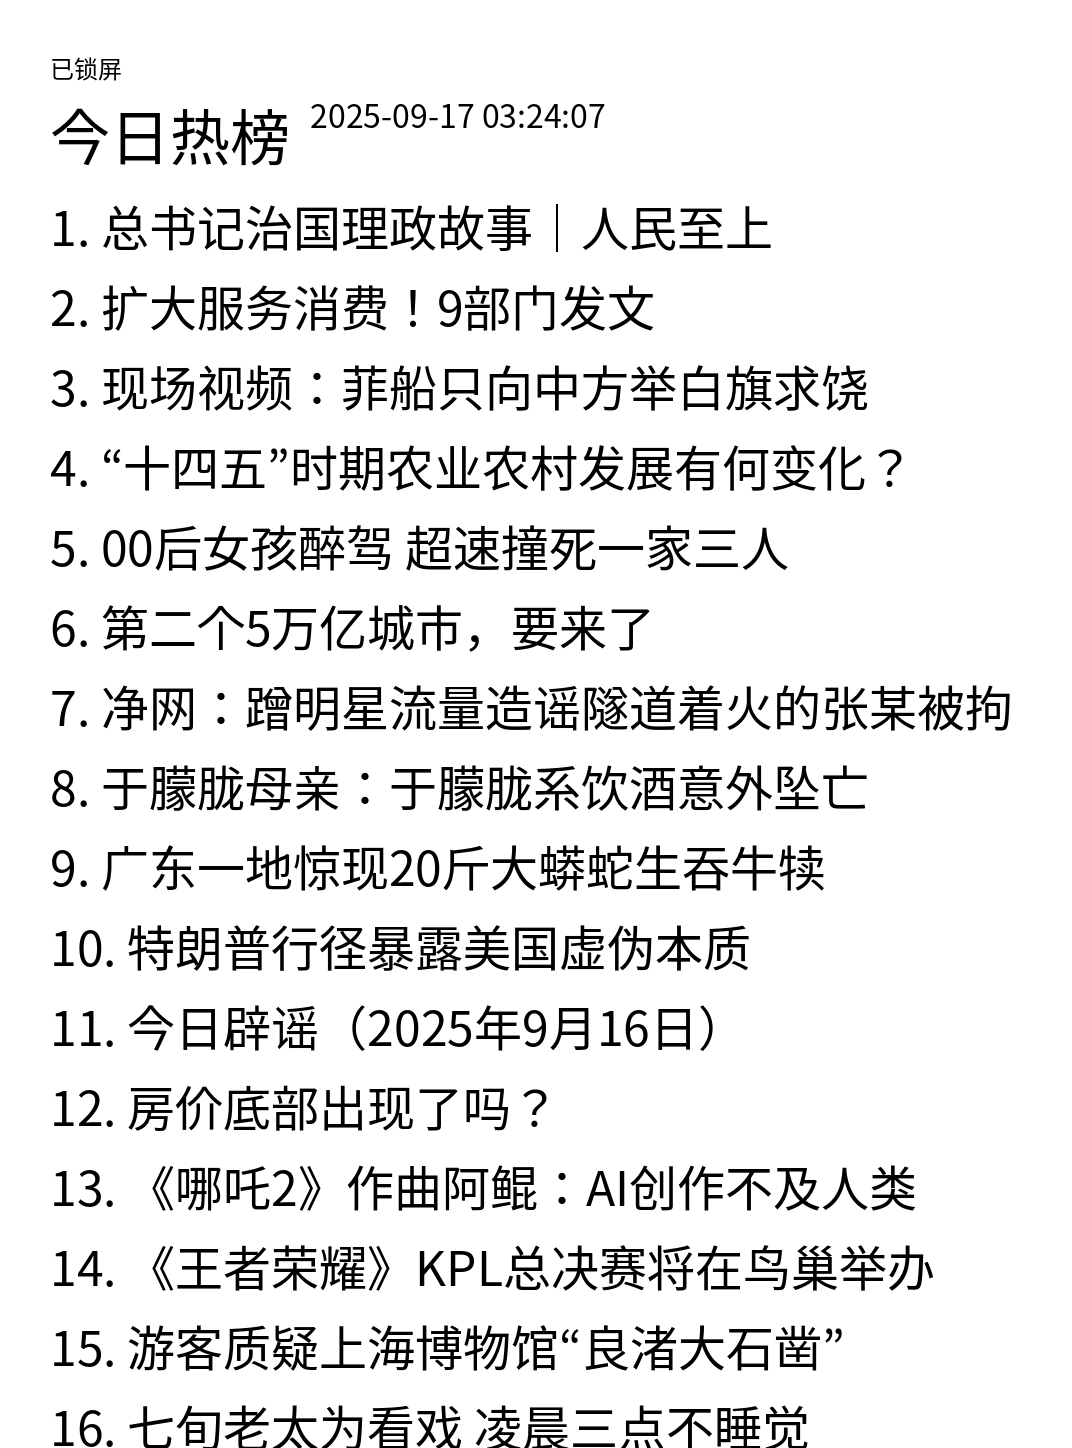 已锁屏
今日热榜 2025-09-17 03:24:07
1. 总书记治国理政故事｜人民至上
2. 扩大服务消费！9部门发文
3. 现场视频：菲船只向中方举白旗求饶
4. “十四五”时期农业农村发展有何变化？
5. 00后女孩醉驾 超速撞死一家三人
6. 第二个5万亿城市，要来了
7. 净网：蹭明星流量造谣隧道着火的张某被拘
8. 于朦胧母亲：于朦胧系饮酒意外坠亡
9. 广东一地惊现20斤大蟒蛇生吞牛犊
10. 特朗普行径暴露美国虚伪本质
11. 今日辟谣（2025年9月16日）
12. 房价底部出现了吗？
13. 《哪吒2》作曲阿鲲：AI创作不及人类
14. 《王者荣耀》KPL总决赛将在鸟巢举办
15. 游客质疑上海博物馆“良渚大石凿”
16. 七旬老太为看戏 凌晨三点不睡觉